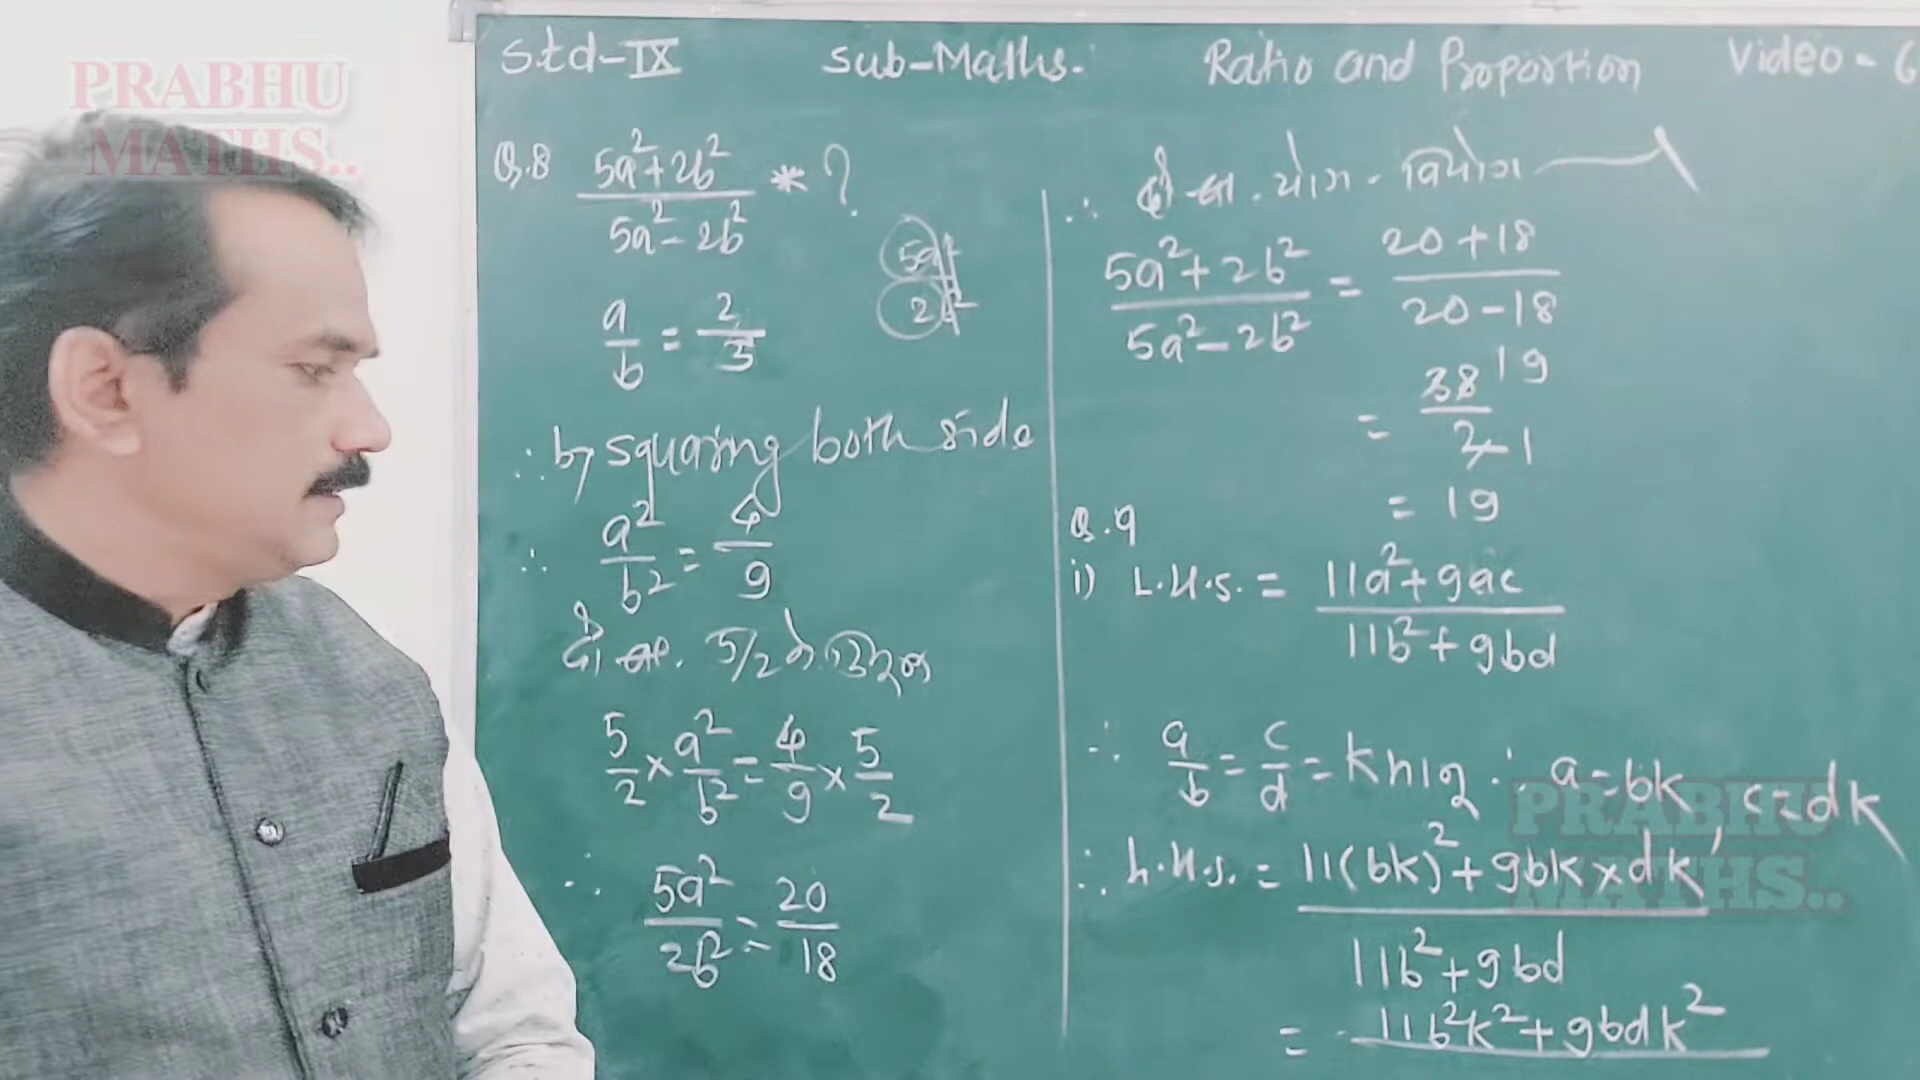 PRABHU
MATHS..
Std-IX Sub-Maths. Ratio and Proportion Video-6
Q.8 5a²+2b² / 5a²-2b² * ?
5a²
2b²
a/b = 2/3
∴ by squaring both side
∴ a²/b² = 4/9
5/2
5/2 × a²/b² = 4/9 × 5/2
∴ 5a²/2b² = 20/18
∴ योग - वियोग
5a²+2b² / 5a²-2b² = 20+18 / 20-18
= 38 19 / 2 1
= 19
Q.9
i) L.H.S. = 11a²+9ac / 11b²+9bd
∴ a/b = c/d = k ∴ a=bk, c=dk
∴ L.H.S. = 11(bk)²+9bk×dk / 11b²+9bd
= 11b²k²+9bdk²
PRABHU
MATHS..